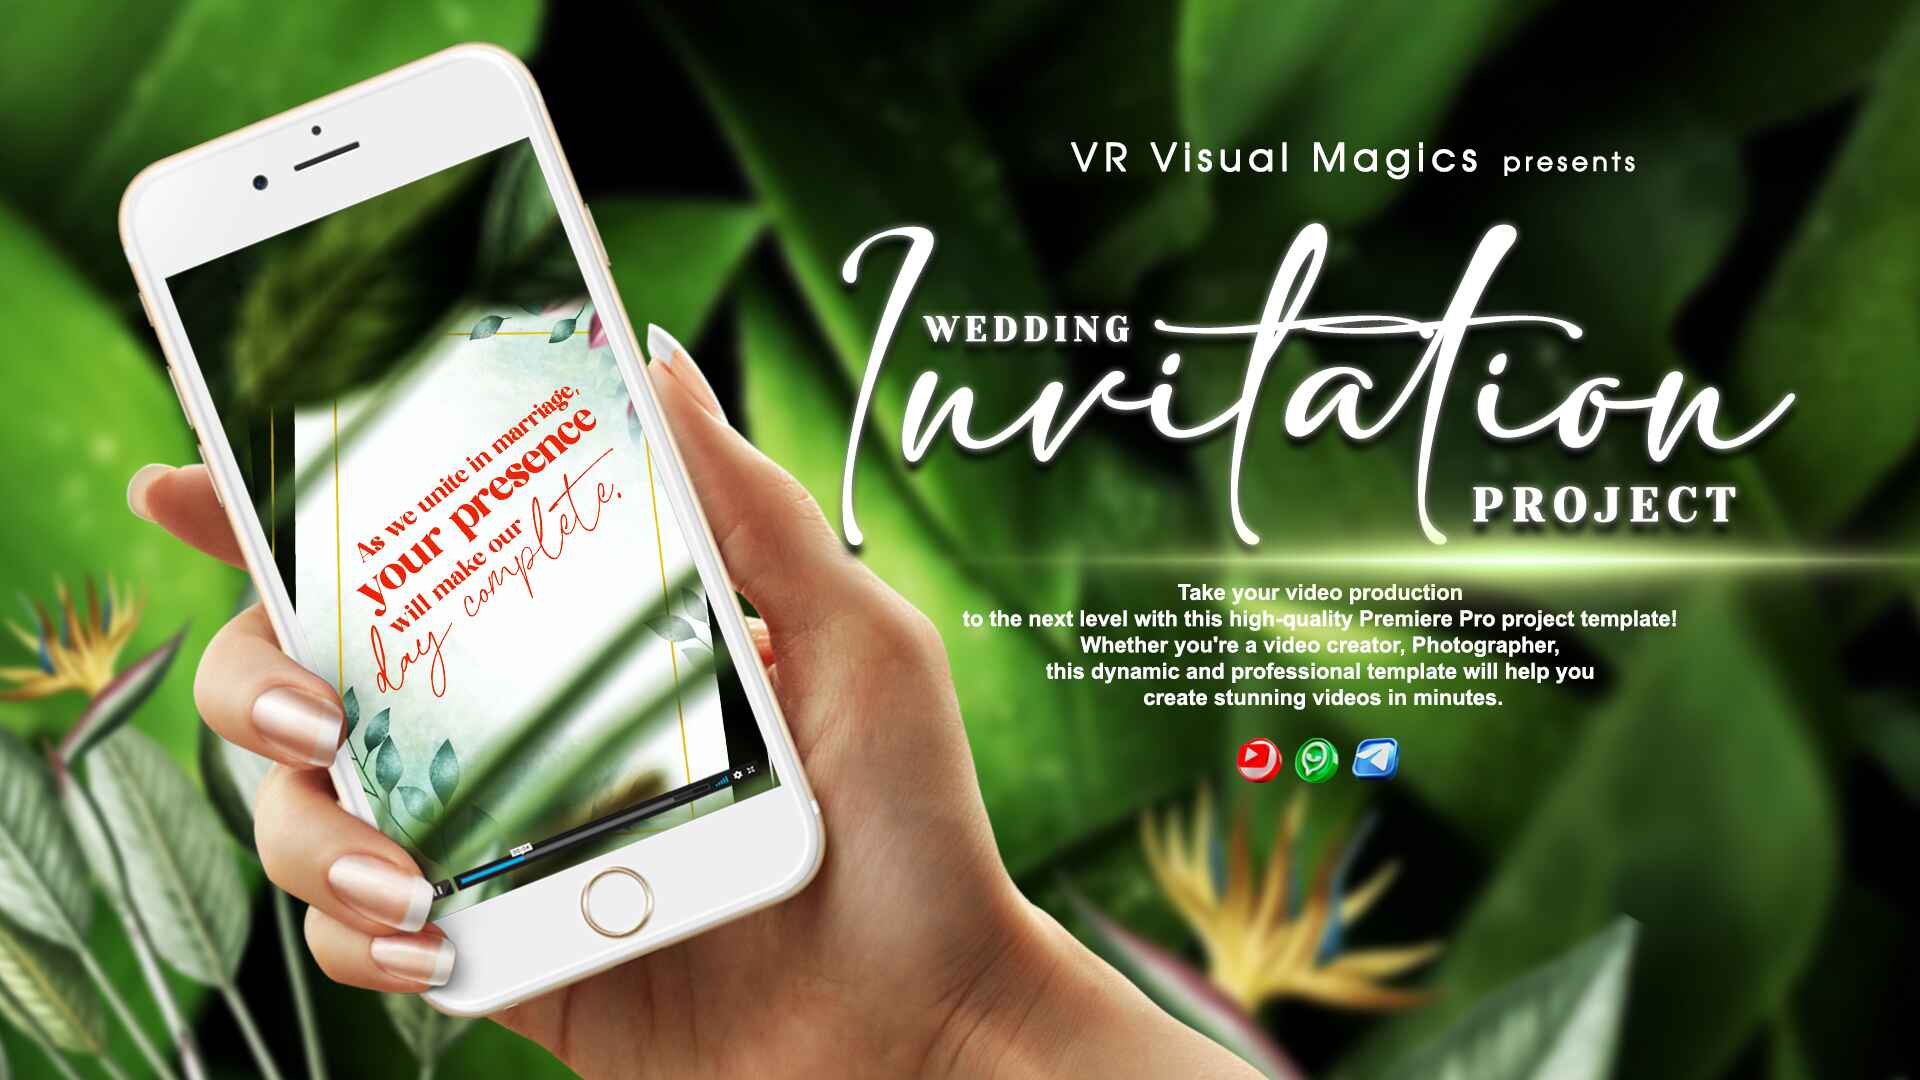 VR Visual Magics presents
WEDDING
Invitation
PROJECT
Take your video production
to the next level with this high-quality Premiere Pro project template!
Whether you're a video creator, Photographer,
this dynamic and professional template will help you
create stunning videos in minutes.
As we unite in marriage,
your presence
will make our
day complete.
00:04